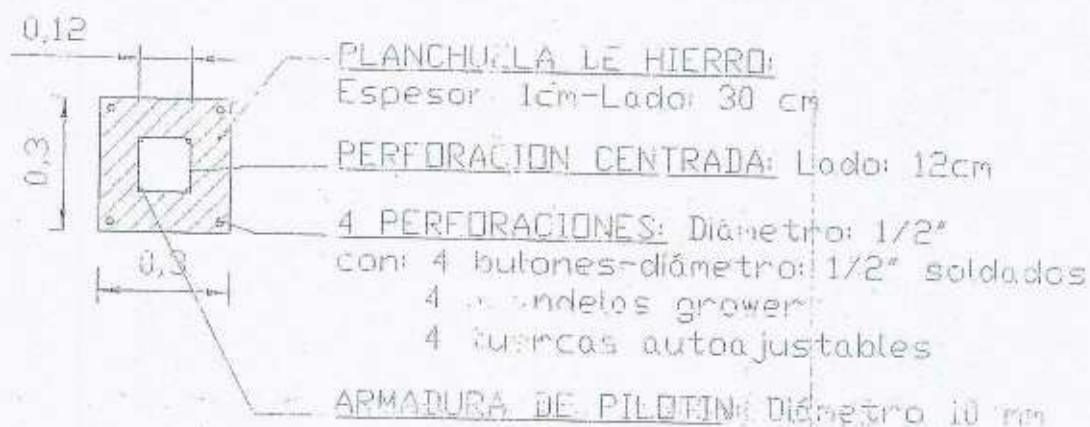 0,12
PLANCHUELA DE HIERRO:
Espesor 1cm-Lado: 30 cm
0,3
PERFORACION CENTRADA: Lado: 12cm
4 PERFORACIONES: Diámetro: 1/2"
0,3
con: 4 bulones-diámetro: 1/2" soldados
4 grower
4 tuercas autoajustables
ARMADURA DE PILOTIN: Diámetro 10 mm